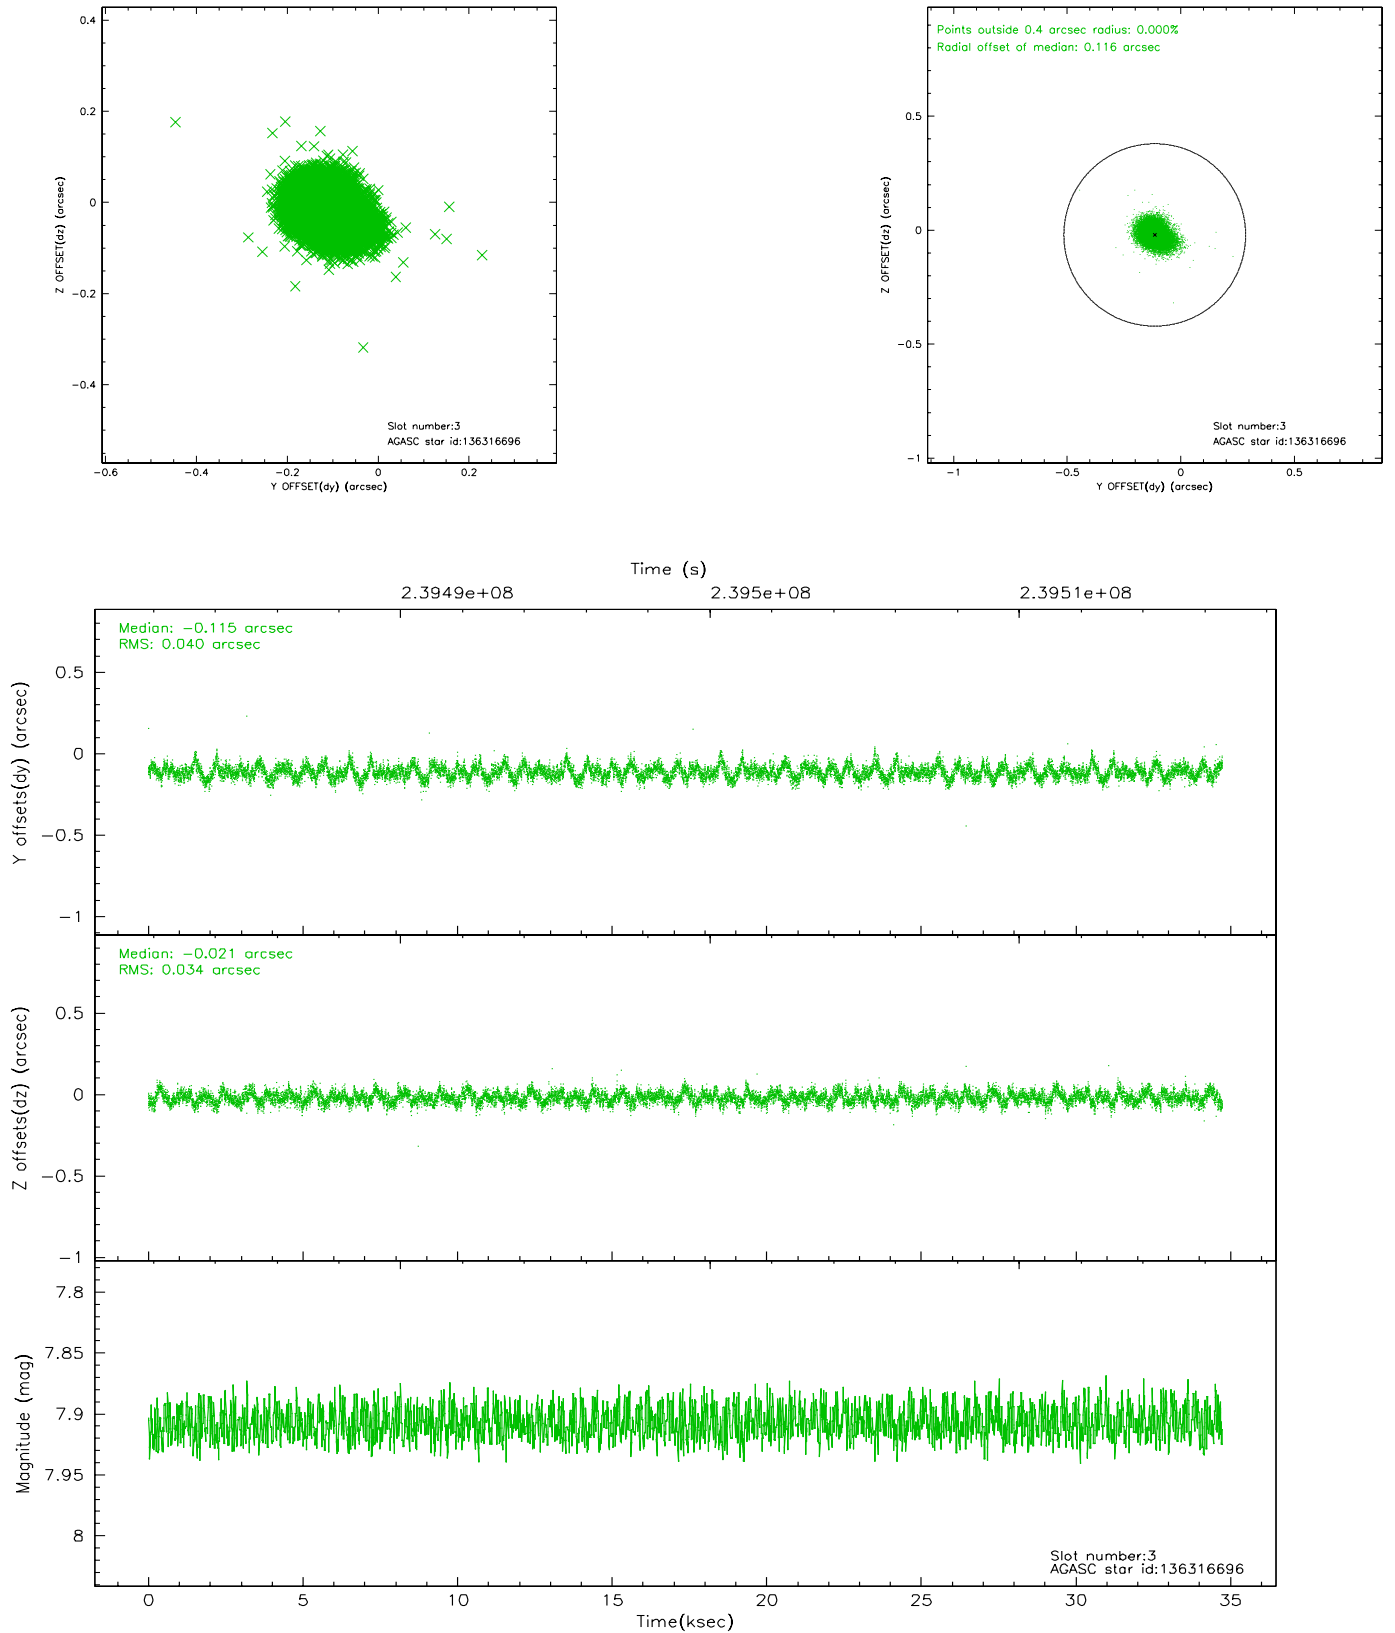 0.4
0.2
0
−0.2
−0.4
Z OFFSET(dz) (arcsec)
Slot number:3
AGASC star id:136316696
−0.6
−0.4
−0.2
0
0.2
Y OFFSET(dy) (arcsec)
Points outside 0.4 arcsec radius: 0.000%
Radial offset of median: 0.116 arcsec
0.5
0
−0.5
−1
Z OFFSET(dz) (arcsec)
Slot number:3
AGASC star id:136316696
−1
−0.5
0
0.5
Y OFFSET(dy) (arcsec)
Time (s)
2.3949e+08
2.395e+08
2.3951e+08
Median: −0.115 arcsec
RMS: 0.040 arcsec
0.5
0
−0.5
−1
Y offsets(dy) (arcsec)
Median: −0.021 arcsec
RMS: 0.034 arcsec
0.5
0
−0.5
−1
Z offsets(dz) (arcsec)
7.8
7.85
7.9
7.95
8
Magnitude (mag)
Slot number:3
AGASC star id:136316696
0
5
10
15
20
25
30
35
Time(ksec)